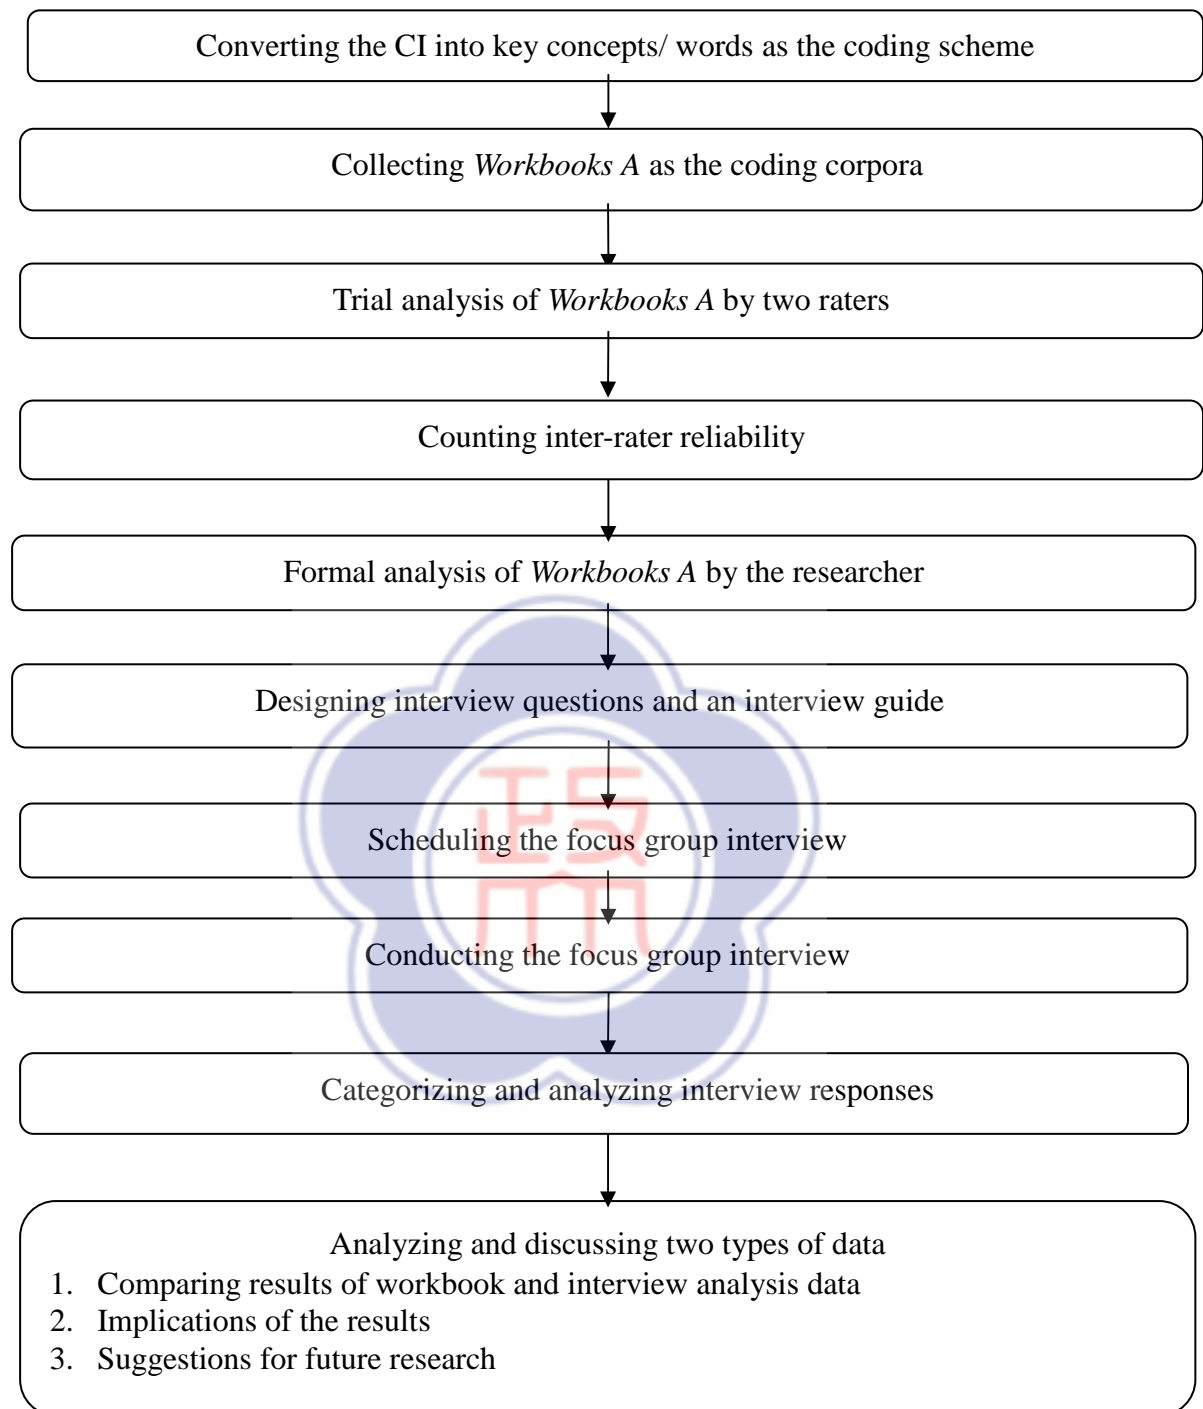 Converting the CI into key concepts/ words as the coding scheme
Collecting Workbooks A as the coding corpora
Trial analysis of Workbooks A by two raters
Counting inter-rater reliability
Formal analysis of Workbooks A by the researcher
Designing interview questions and an interview guide
Scheduling the focus group interview
Conducting the focus group interview
Categorizing and analyzing interview responses
Analyzing and discussing two types of data
1. Comparing results of workbook and interview analysis data
2. Implications of the results
3. Suggestions for future research